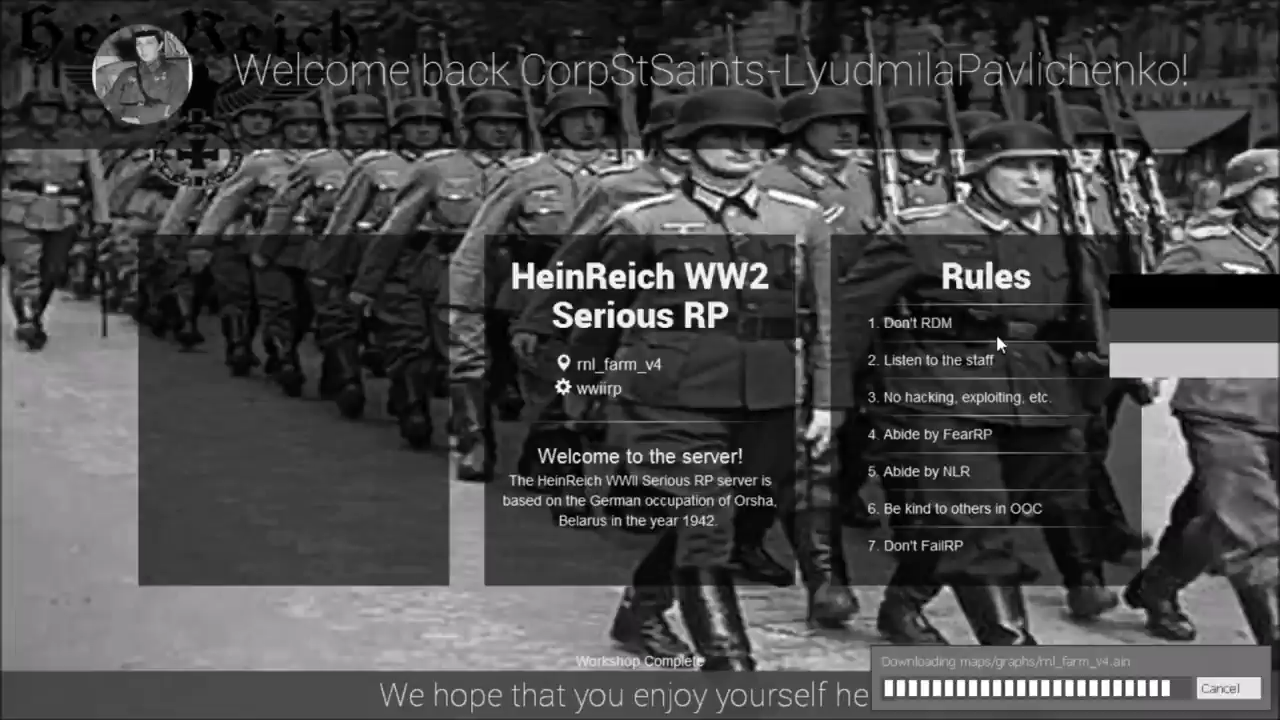 HeinReich
Welcome back CorpStSaints-LyudmilaPavlichenko!
HeinReich WW2
Serious RP
rnl_farm_v4
wwiirp
Welcome to the server!
The HeinReich WWII Serious RP server is
based on the German occupation of Orsha,
Belarus in the year 1942.
Rules
1. Don't RDM
2. Listen to the staff
3. No hacking, exploiting, etc.
4. Abide by FearRP
5. Abide by NLR
6. Be kind to others in OOC
7. Don't FailRP
Workshop Complete
We hope that you enjoy yourself he
Downloading maps/graphs/rnl_farm_v4.ain
Cancel